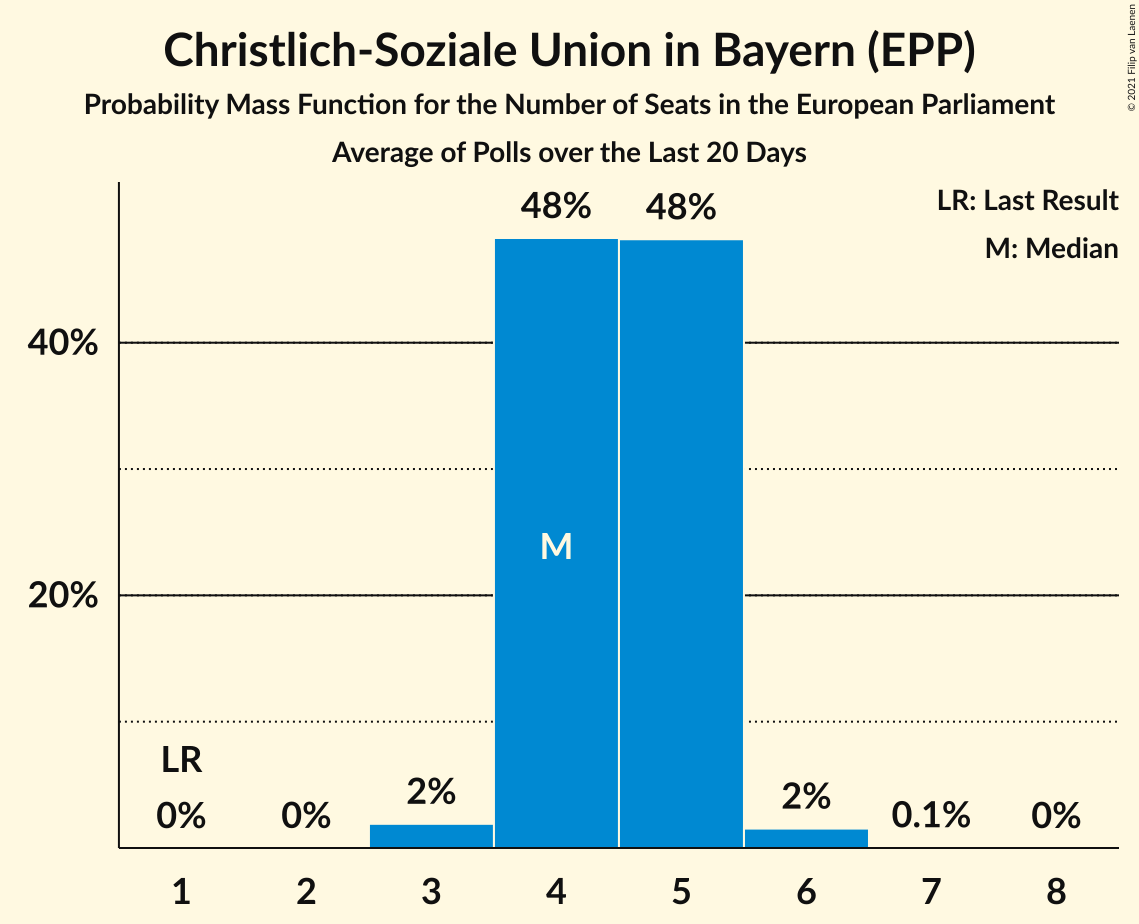 Christlich-Soziale Union in Bayern (EPP)
Probability Mass Function for the Number of Seats in the European Parliament
Average of Polls over the Last 20 Days
© 2021 Filip van Laenen
LR: Last Result
M: Median
48% 48%
40%
M
20%
LR
0% 0% 2% 2% 0.1% 0%
1 2 3 4 5 6 7 8